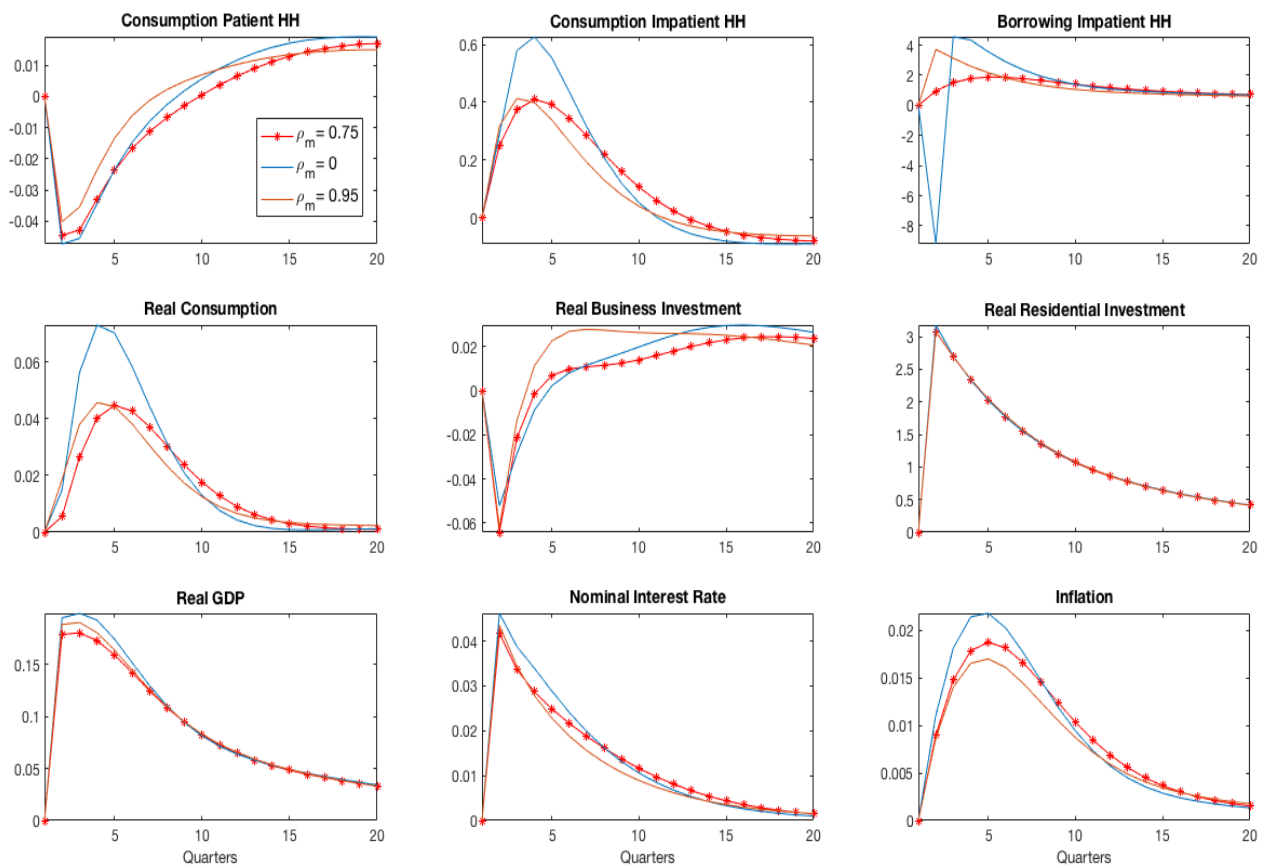 Consumption Patient HH
0.01
0
-0.01
-0.02
-0.03
-0.04
5 10 15 20
ρm= 0.75
ρm= 0
ρm= 0.95
Consumption Impatient HH
0.6
0.4
0.2
0
5 10 15 20
Borrowing Impatient HH
4
2
0
-2
-4
-6
-8
5 10 15 20
Real Consumption
0.06
0.04
0.02
0
5 10 15 20
Real Business Investment
0.02
0
-0.02
-0.04
-0.06
5 10 15 20
Real Residential Investment
3
2.5
2
1.5
1
0.5
0
5 10 15 20
Real GDP
0.15
0.1
0.05
0
5 10 15 20
Quarters
Nominal Interest Rate
0.04
0.03
0.02
0.01
0
5 10 15 20
Quarters
Inflation
0.02
0.015
0.01
0.005
0
5 10 15 20
Quarters